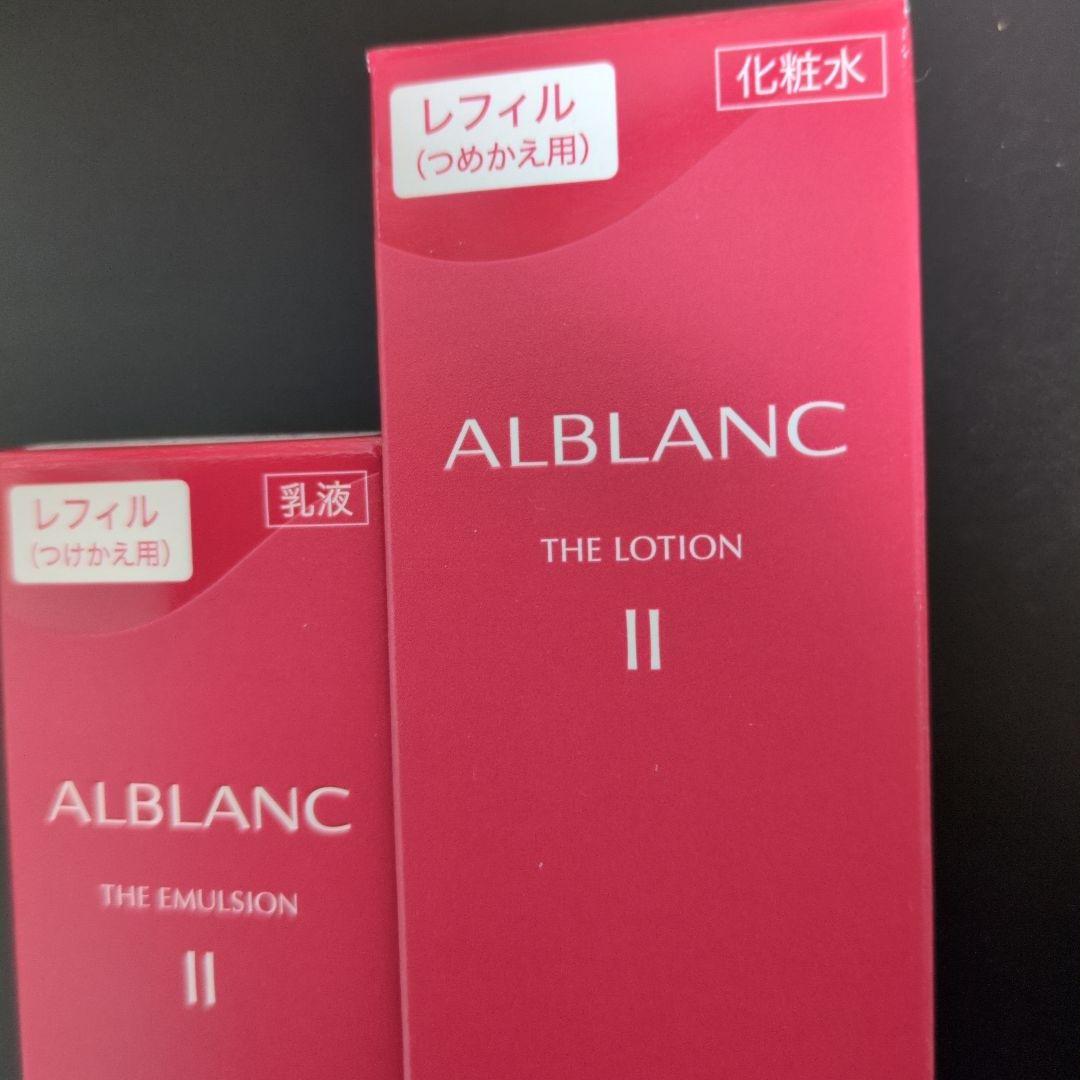 レフィル
(つめかえ用)
化粧水
ALBLANC
THE LOTION
II
レフィル
(つけかえ用)
乳液
ALBLANC
THE EMULSION
II